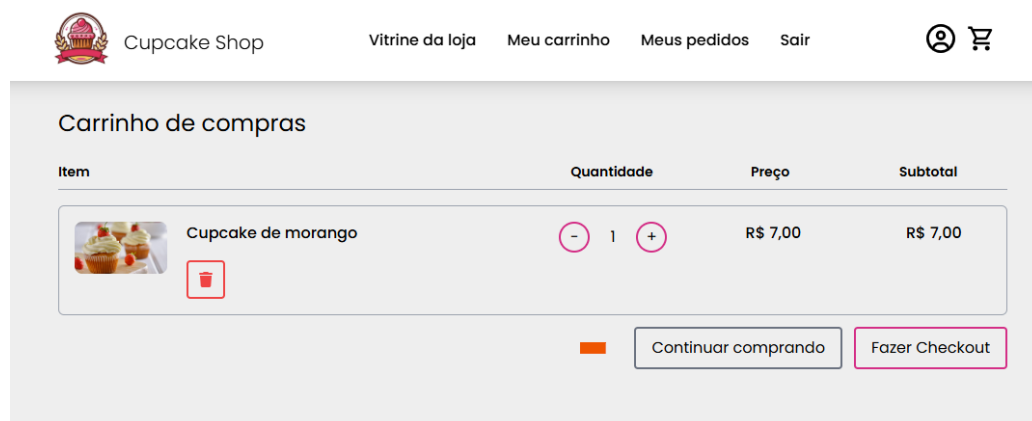 Cupcake Shop Vitrine da loja Meu carrinho Meus pedidos Sair
Carrinho de compras
Item Quantidade Preço Subtotal
Cupcake de morango - 1 + R$ 7,00 R$ 7,00
Continuar comprando Fazer Checkout